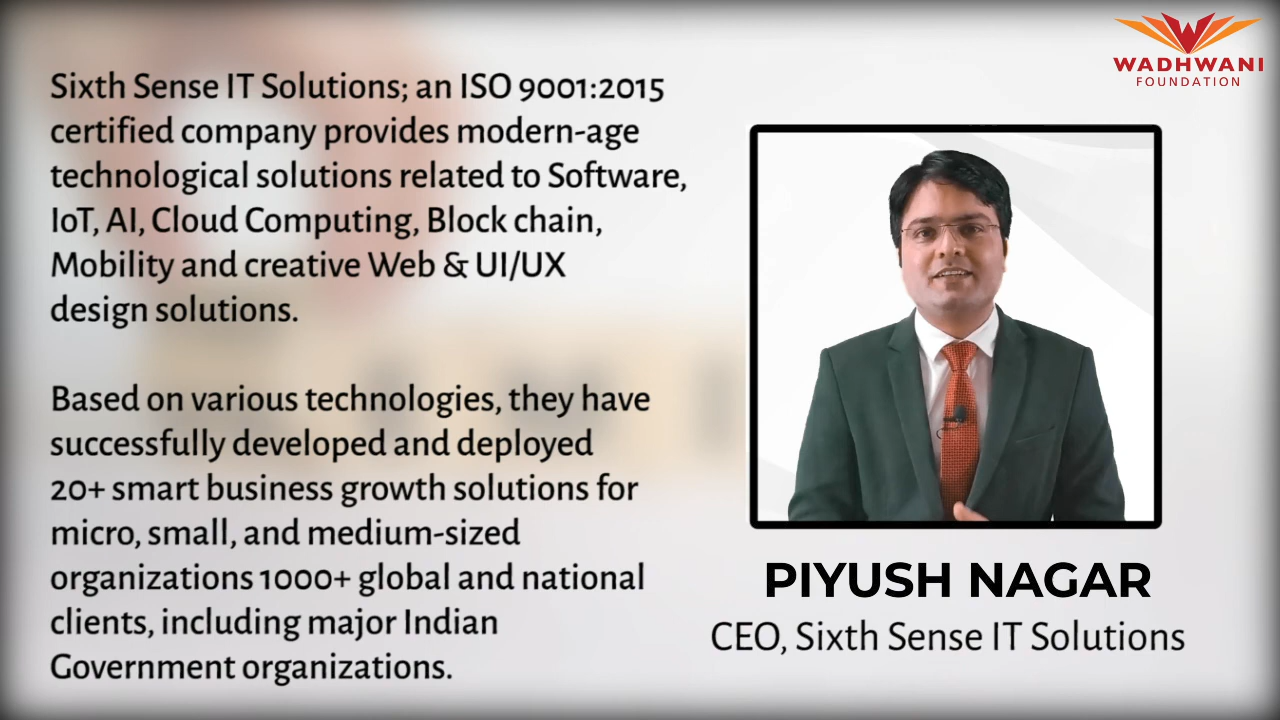 WADHWANI
FOUNDATION
Sixth Sense IT Solutions; an ISO 9001:2015
certified company provides modern-age
technological solutions related to Software,
IoT, AI, Cloud Computing, Block chain,
Mobility and creative Web & UI/UX
design solutions.
Based on various technologies, they have
successfully developed and deployed
20+ smart business growth solutions for
micro, small, and medium-sized
organizations 1000+ global and national
clients, including major Indian
Government organizations.
PIYUSH NAGAR
CEO, Sixth Sense IT Solutions